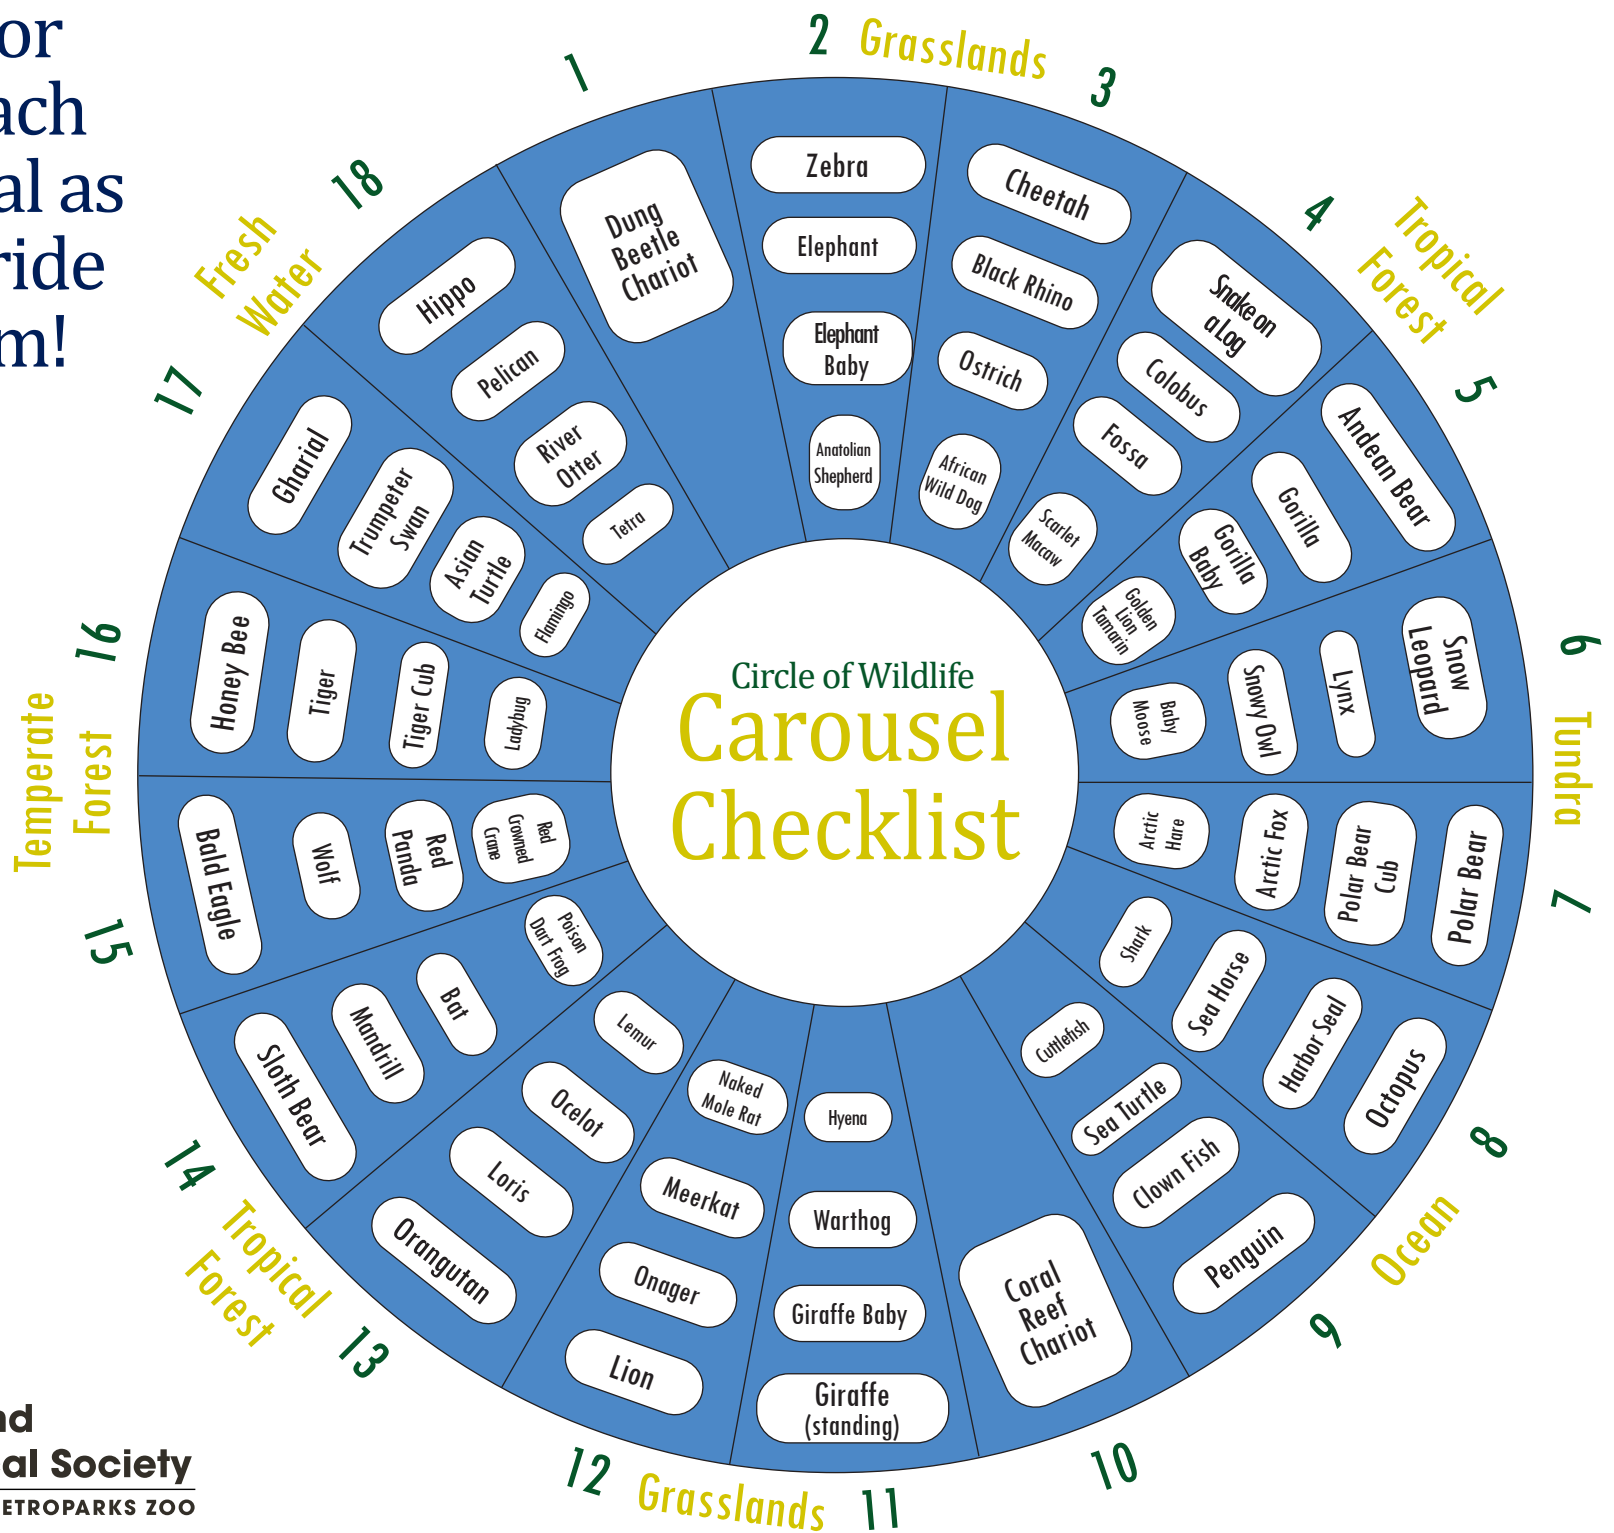 or
ach
al as
ride
m!
Circle of Wildlife
Carousel
Checklist
1
Dung
Beetle
Chariot
2
Grasslands
Zebra
Elephant
Elephant
Baby
Anatolian
Shepherd
3
Cheetah
Black Rhino
Ostrich
African
Wild Dog
4
Tropical
Forest
Snake on
a Log
Colobus
Fossa
Scarlet
Macaw
5
Andean Bear
Gorilla
Gorilla
Baby
Golden
Lion
Tamarin
6
Tundra
Snow
Leopard
Lynx
Snowy Owl
Baby
Moose
7
Polar Bear
Polar Bear
Cub
Arctic Fox
Arctic
Hare
8
Ocean
Octopus
Harbor Seal
Sea Horse
Shark
9
Penguin
Clown Fish
Sea Turtle
Cuttlefish
10
Coral
Reef
Chariot
11
Grasslands
Giraffe
(standing)
Giraffe Baby
Warthog
Hyena
12
Lion
Onager
Meerkat
Naked
Mole Rat
13
Tropical
Forest
Orangutan
Loris
Ocelot
Lemur
14
Sloth Bear
Mandrill
Bat
Poison
Dart Frog
15
Temperate
Forest
Bald Eagle
Wolf
Red
Panda
Red
Crowned
Crane
16
Honey Bee
Tiger
Tiger Cub
Ladybug
17
Fresh
Water
Gharial
Trumpeter
Swan
Asian
Turtle
Flamingo
18
Hippo
Pelican
River
Otter
Tetra
nd
al Society
ETROPARKS ZOO